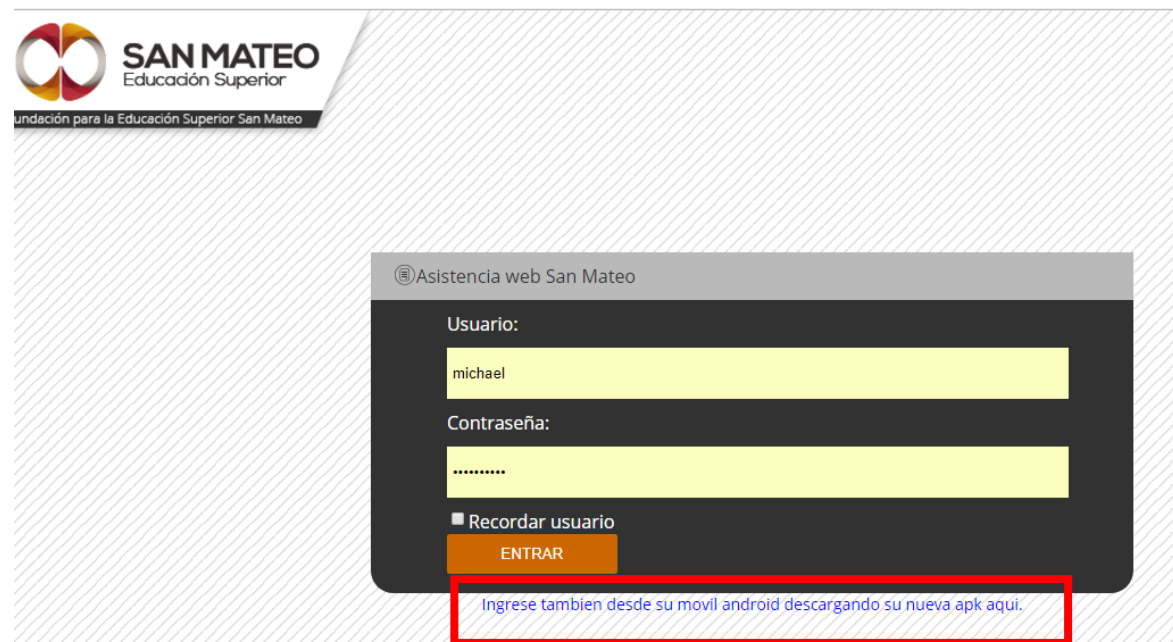 SAN MATEO
Educación Superior
undación para la Educación Superior San Mateo
Asistencia web San Mateo
Usuario:
michael
Contraseña:
••••••••••
Recordar usuario
ENTRAR
Ingrese tambien desde su movil android descargando su nueva apk aqui.